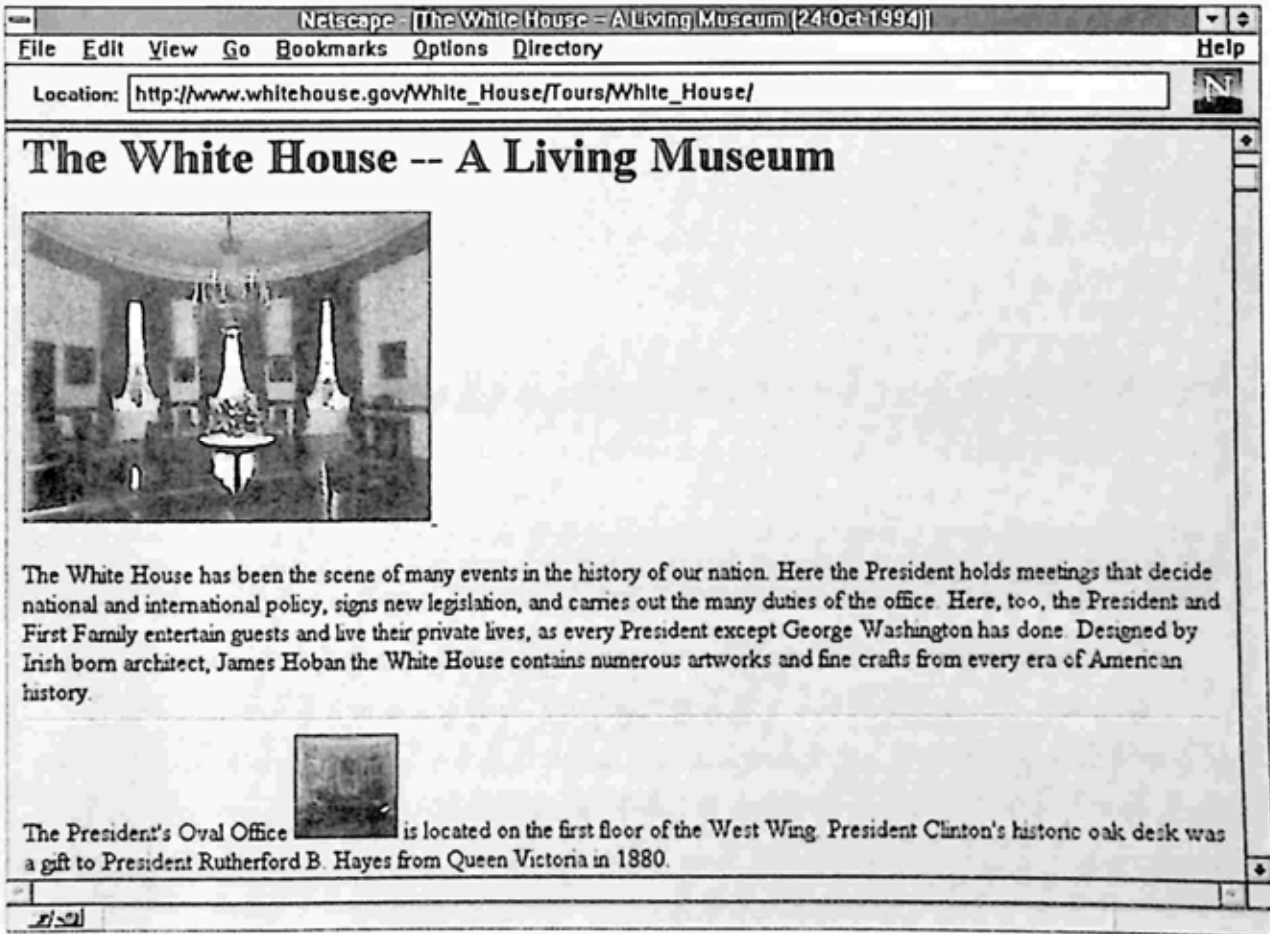 Netscape - [The White House – A Living Museum (24-Oct-1994)]
File Edit View Go Bookmarks Options Directory Help
Location: http://www.whitehouse.gov/White_House/Tours/White_House/
N
The White House -- A Living Museum
The White House has been the scene of many events in the history of our nation. Here the President holds meetings that decide
national and international policy, signs new legislation, and carries out the many duties of the office. Here, too, the President and
First Family entertain guests and live their private lives, as every President except George Washington has done. Designed by
Irish born architect, James Hoban the White House contains numerous artworks and fine crafts from every era of American
history.
The President's Oval Office is located on the first floor of the West Wing. President Clinton's historic oak desk was
a gift to President Rutherford B. Hayes from Queen Victoria in 1880.